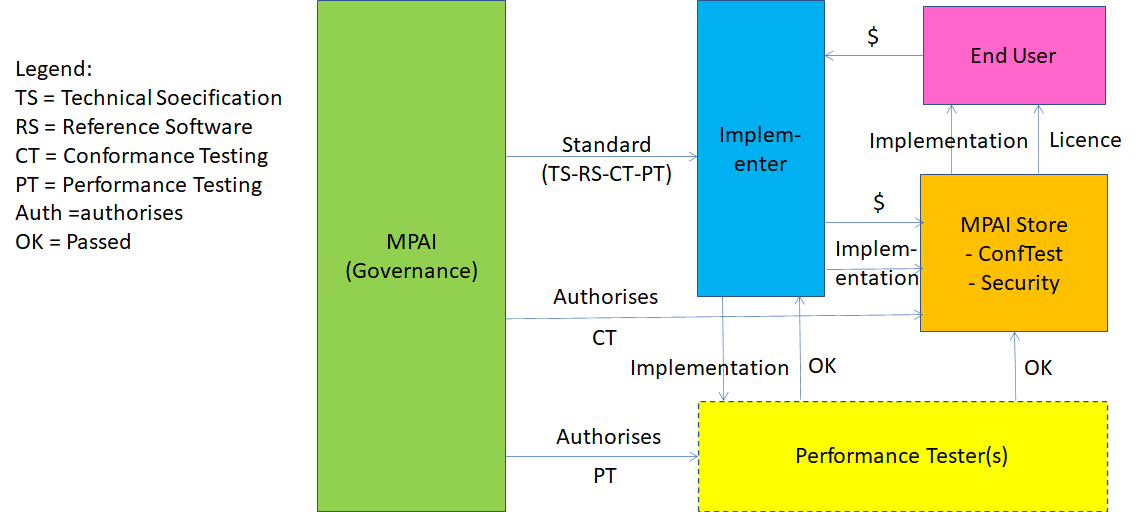 Legend:
TS = Technical Soecification
RS = Reference Software
CT = Conformance Testing
PT = Performance Testing
Auth =authorises
OK = Passed
MPAI
(Governance)
Standard
(TS-RS-CT-PT)
Authorises
CT
Authorises
PT
Implem-
enter
$
End User
Implementation
Licence
$
Implem-
entation
MPAI Store
- ConfTest
- Security
Implementation
OK
OK
Performance Tester(s)